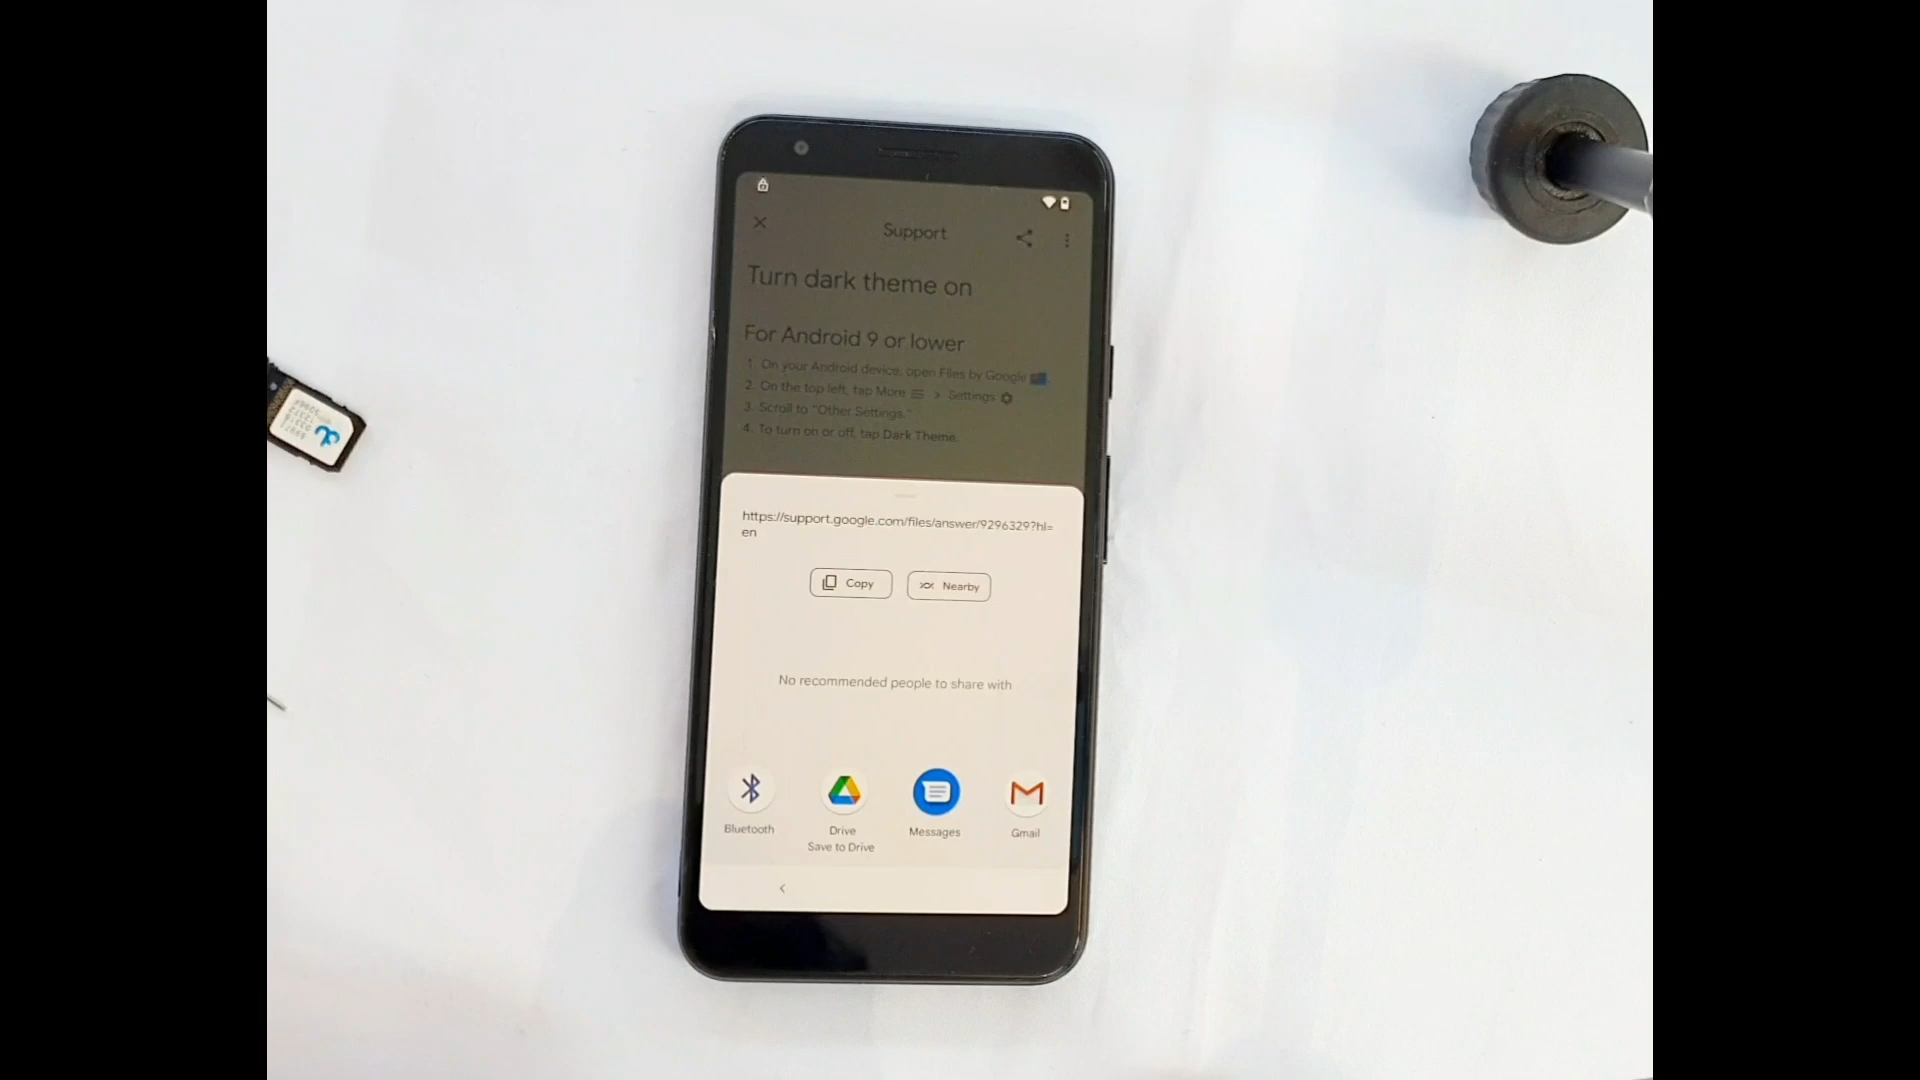 Support
Turn dark theme on
For Android 9 or lower
1. On your Android device, open Files by Google
2. On the top left, tap More > Settings
3. Scroll to "Other Settings."
4. To turn on or off, tap Dark Theme.
https://support.google.com/files/answer/9296329?hl=
en
Copy
Nearby
No recommended people to share with
Bluetooth
Drive
Save to Drive
Messages
Gmail